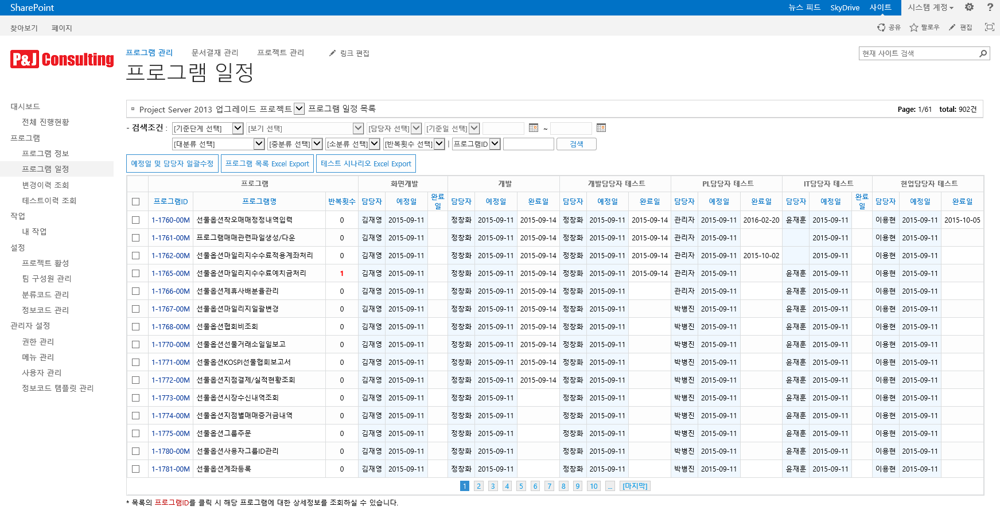 SharePoint 뉴스 피드 SkyDrive 사이트 시스템 계정 ?
찾아보기 페이지 공유 팔로우 편집
P&J Consulting
프로그램 관리 문서결재 관리 프로젝트 관리 링크 편집
현재 사이트 검색
프로그램 일정
대시보드
전체 진행현황
프로그램
프로그램 정보
프로그램 일정
변경이력 조회
테스트이력 조회
작업
내 작업
설정
프로젝트 활성
팀 구성원 관리
분류코드 관리
정보코드 관리
관리자 설정
권한 관리
메뉴 관리
사용자 관리
정보코드 템플릿 관리
Project Server 2013 업그레이드 프로젝트 프로그램 일정 목록 Page: 1/61 total: 902건
- 검색조건 : [기준단계 선택] [보기 선택] [담당자 선택] [기준일 선택] ~
[대분류 선택] [중분류 선택] [소분류 선택] [반복횟수 선택] | 프로그램ID 검색
예정일 및 담당자 일괄수정 프로그램 목록 Excel Export 테스트 시나리오 Excel Export
프로그램 화면개발 개발 개발담당자 테스트 PL담당자 테스트 IT담당자 테스트 현업담당자 테스트
프로그램ID 프로그램명 반복횟수 담당자 예정일 완료일 담당자 예정일 완료일 담당자 예정일 완료일 담당자 예정일 완료일 담당자 예정일 완료일 담당자 예정일 완료일
1-1760-00M 선물옵션착오매매정정내역입력 0 김재영 2015-09-11 정창화 2015-09-11 2015-09-14 정창화 2015-09-11 2015-09-14 관리자 2015-09-11 2016-02-20 윤재훈 2015-09-11 이용현 2015-09-11 2015-10-05
1-1761-00M 프로그램매매관련파일생성/다운 0 김재영 2015-09-11 정창화 2015-09-11 2015-09-14 정창화 2015-09-11 2015-09-14 관리자 2015-09-11 2015-09-11 이용현 2015-09-11
1-1762-00M 선물옵션마일리지수수료적용계좌처리 0 김재영 2015-09-11 정창화 2015-09-11 2015-09-14 정창화 2015-09-11 2015-09-14 관리자 2015-09-11 2015-10-02 2015-09-11 이용현 2015-09-11
1-1765-00M 선물옵션마일리지수수료예치금처리 1 김재영 2015-09-11 정창화 2015-09-11 2015-09-14 정창화 2015-09-11 2015-09-14 관리자 2015-09-11 윤재훈 2015-09-11 이용현 2015-09-11
1-1766-00M 선물옵션제휴사배분율관리 0 김재영 2015-09-11 정창화 2015-09-11 2015-09-14 정창화 2015-09-11 관리자 2015-09-11 윤재훈 2015-09-11 이용현 2015-09-11
1-1767-00M 선물옵션마일리지일괄변경 0 김재영 2015-09-11 정창화 2015-09-11 2015-09-14 정창화 2015-09-11 박병진 2015-09-11 윤재훈 2015-09-11 이용현 2015-09-11
1-1768-00M 선물옵션협회비조회 0 김재영 2015-09-11 정창화 2015-09-11 2015-09-14 정창화 2015-09-11 박병진 2015-09-11 윤재훈 2015-09-11 이용현 2015-09-11
1-1770-00M 선물옵션선물거래소일일보고 0 김재영 2015-09-11 정창화 2015-09-11 2015-09-14 정창화 2015-09-11 박병진 2015-09-11 윤재훈 2015-09-11 이용현 2015-09-11
1-1771-00M 선물옵션KOSPI선물협회보고서 0 김재영 2015-09-11 정창화 2015-09-11 2015-09-14 정창화 2015-09-11 박병진 2015-09-11 윤재훈 2015-09-11 이용현 2015-09-11
1-1772-00M 선물옵션지점결제/실적현황조회 0 김재영 2015-09-11 정창화 2015-09-11 2015-09-14 정창화 2015-09-11 박병진 2015-09-11 윤재훈 2015-09-11 이용현 2015-09-11
1-1773-00M 선물옵션시장수신내역조회 0 김재영 2015-09-11 정창화 2015-09-11 정창화 2015-09-11 박병진 2015-09-11 윤재훈 2015-09-11 이용현 2015-09-11
1-1774-00M 선물옵션지점별매매증거금내역 0 김재영 2015-09-11 정창화 2015-09-11 정창화 2015-09-11 박병진 2015-09-11 윤재훈 2015-09-11 이용현 2015-09-11
1-1775-00M 선물옵션그룹주문 0 김재영 2015-09-11 정창화 2015-09-11 정창화 2015-09-11 박병진 2015-09-11 윤재훈 2015-09-11 이용현 2015-09-11
1-1780-00M 선물옵션사용자그룹ID관리 0 김재영 2015-09-11 정창화 2015-09-11 정창화 2015-09-11 박병진 2015-09-11 윤재훈 2015-09-11 이용현 2015-09-11
1-1781-00M 선물옵션계좌등록 0 김재영 2015-09-11 정창화 2015-09-11 정창화 2015-09-11 박병진 2015-09-11 윤재훈 2015-09-11 이용현 2015-09-11
1 2 3 4 5 6 7 8 9 10 ... [마지막]
* 목록의 프로그램ID를 클릭 시 해당 프로그램에 대한 상세정보를 조회하실 수 있습니다.